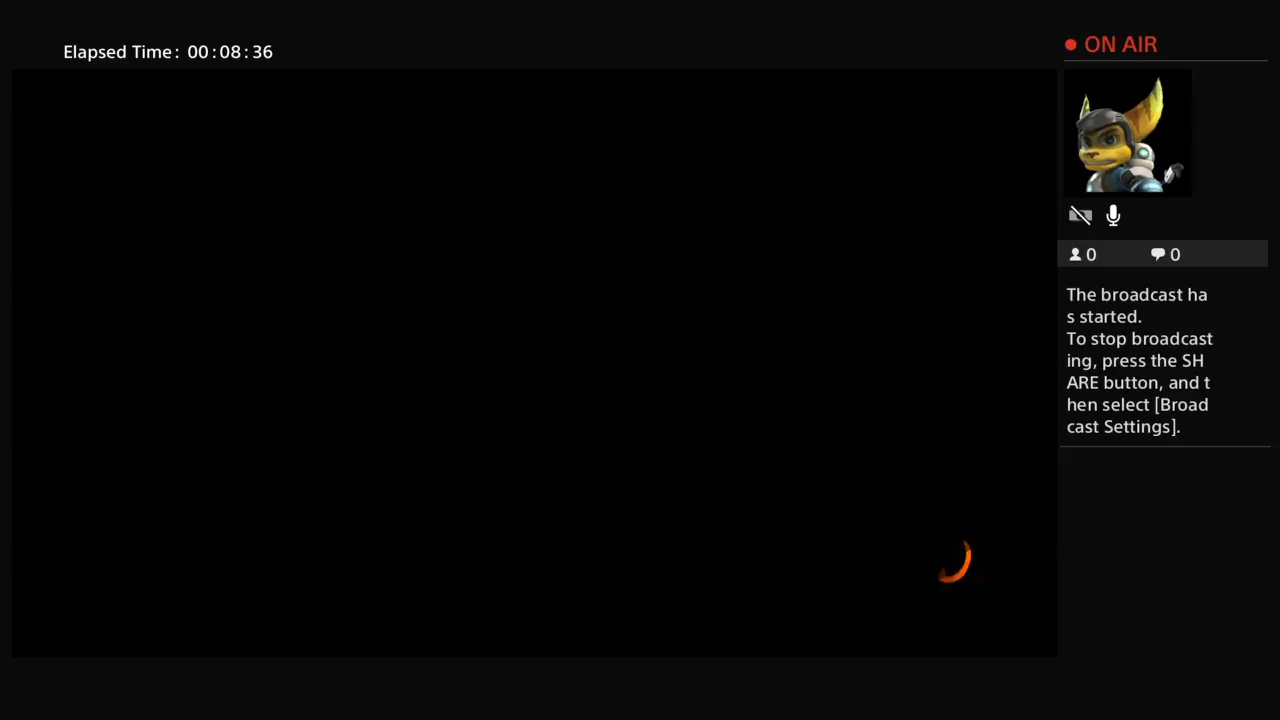 Elapsed Time: 00:08:36
ON AIR
0 0
The broadcast ha
s started.
To stop broadcast
ing, press the SH
ARE button, and t
hen select [Broad
cast Settings].